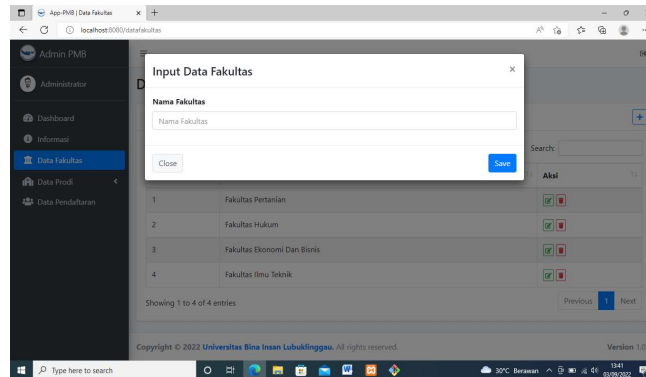 App-PMB | Data Fakultas
localhost:8080/datafakultas
Admin PMB
Administrator
Dashboard
Informasi
Data Fakultas
Data Prodi
Data Pendaftaran
D
Input Data Fakultas
×
Nama Fakultas
Nama Fakultas
Close
Save
Search:
Aksi
1 Fakultas Pertanian
2 Fakultas Hukum
3 Fakultas Ekonomi Dan Bisnis
4 Fakultas Ilmu Teknik
Showing 1 to 4 of 4 entries
Previous 1 Next
Copyright © 2022 Universitas Bina Insan Lubuklinggau. All rights reserved.
Version 1.0
Type here to search
30°C Berawan
13:41
03/09/2022